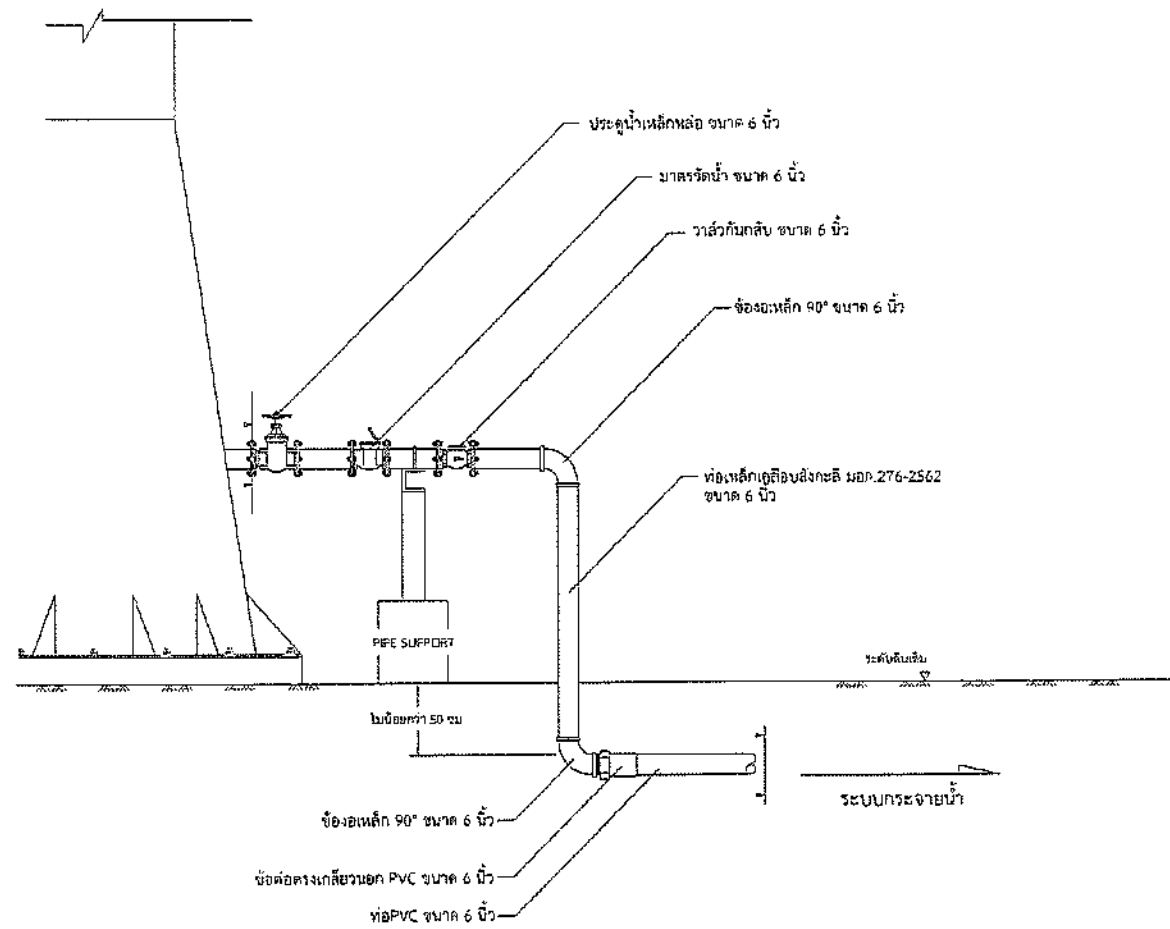 ประตูน้ำเหล็กหล่อ ขนาด 6 นิ้ว
มาตรวัดน้ำ ขนาด 6 นิ้ว
วาล์วกันกลับ ขนาด 6 นิ้ว
ข้องอเหล็ก 90° ขนาด 6 นิ้ว
ท่อเหล็กเคลือบสังกะสี มอก.276-2562
ขนาด 6 นิ้ว
PIPE SUPPORT
ระดับดินเดิม
ไม่น้อยกว่า 50 ซม
ระบบกระจายน้ำ
ข้องอเหล็ก 90° ขนาด 6 นิ้ว
ข้อต่อตรงเกลียวนอก PVC ขนาด 6 นิ้ว
ท่อPVC ขนาด 6 นิ้ว